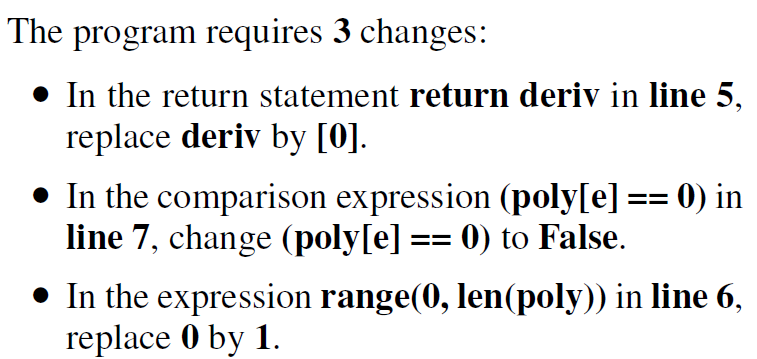 The program requires 3 changes:
• In the return statement return deriv in line 5,
replace deriv by [0].
• In the comparison expression (poly[e] == 0) in
line 7, change (poly[e] == 0) to False.
• In the expression range(0, len(poly)) in line 6,
replace 0 by 1.